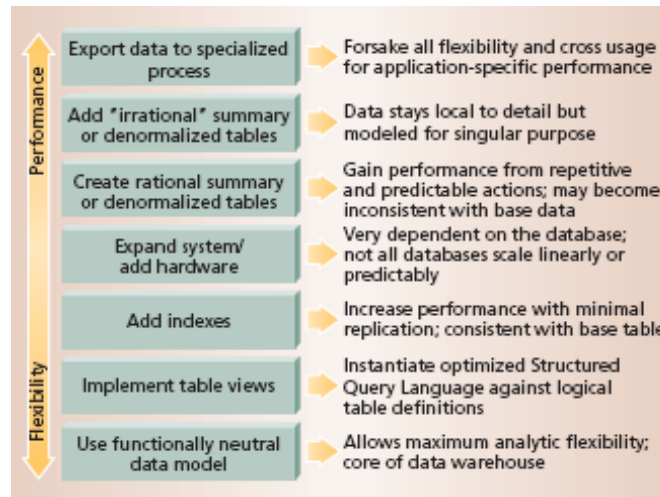 Performance
Flexibility
Export data to specialized
process
Forsake all flexibility and cross usage
for application-specific performance
Add "irrational" summary
or denormalized tables
Data stays local to detail but
modeled for singular purpose
Create rational summary
or denormalized tables
Gain performance from repetitive
and predictable actions; may become
inconsistent with base data
Expand system/
add hardware
Very dependent on the database;
not all databases scale linearly or
predictably
Add indexes
Increase performance with minimal
replication; consistent with base table
Implement table views
Instantiate optimized Structured
Query Language against logical
table definitions
Use functionally neutral
data model
Allows maximum analytic flexibility;
core of data warehouse